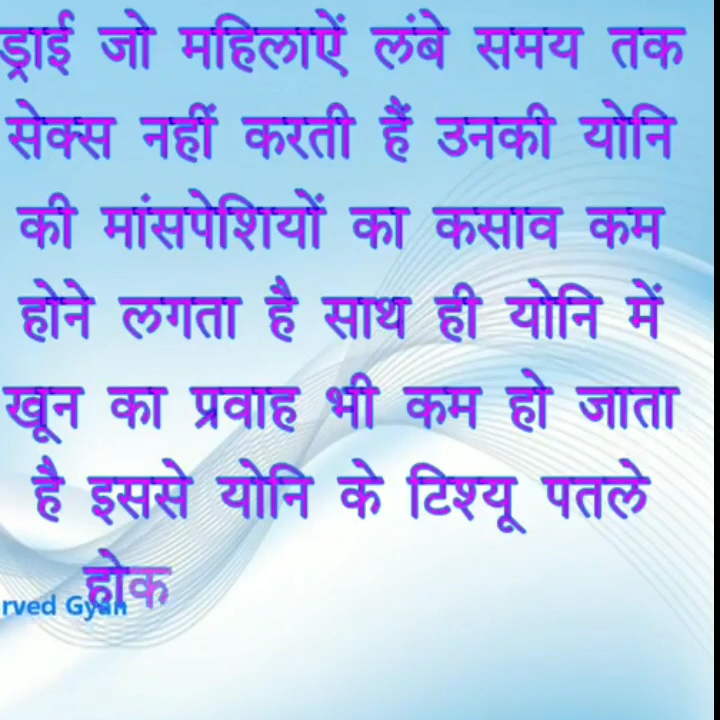 ड्राई जो महिलाऐं लंबे समय तक
सेक्स नहीं करती हैं उनकी योनि
की मांसपेशियों का कसाव कम
होने लगता है साथ ही योनि में
खून का प्रवाह भी कम हो जाता
है इससे योनि के टिश्यू पतले
होक
rved Gyan